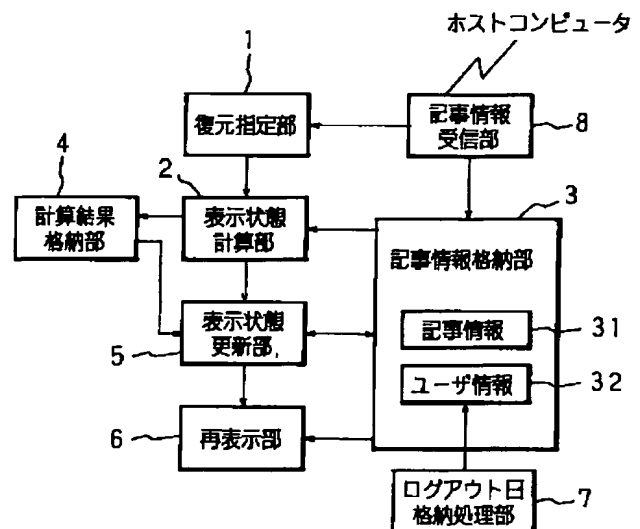 ホストコンピュータ
1
復元指定部
記事情報
受信部
8
4
2
3
計算結果
格納部
表示状態
計算部
記事情報格納部
表示状態
更新部
5
記事情報
31
ユーザ情報
32
6
再表示部
ログアウト日
格納処理部
7